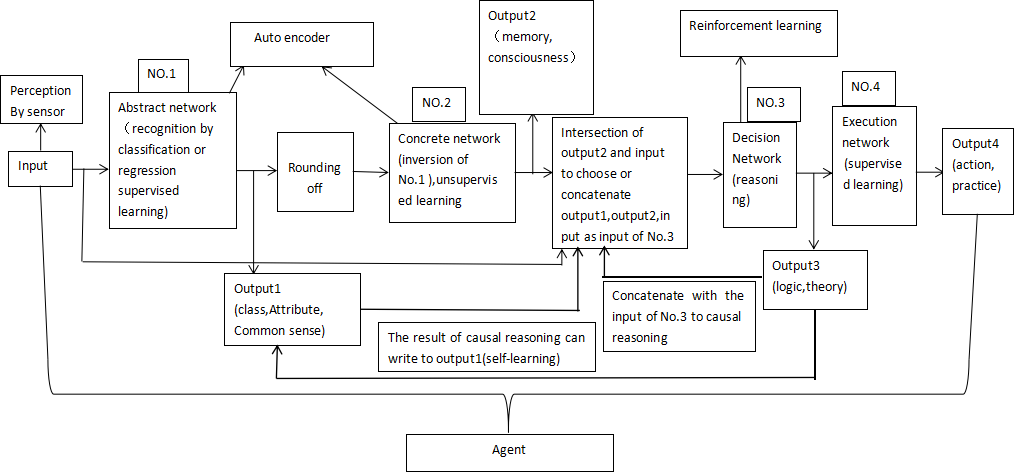 Output2
（memory,
consciousness）
Reinforcement learning
Auto encoder
NO.1
NO.2
NO.3
NO.4
Perception
By sensor
Abstract network
（recognition by
classification or
regression
supervised
learning)
Input
Rounding
off
Concrete network
(inversion of
No.1 ),unsupervis
ed learning
Intersection of
output2 and input
to choose or
concatenate
output1,output2,in
put as input of No.3
Decision
Network
(reasoni
ng)
Execution
network
(supervise
d learning)
Output4
(action,
practice)
Output1
(class,Attribute,
Common sense)
Output3
(logic,theory)
Concatenate with the
input of No.3 to causal
reasoning
The result of causal reasoning can
write to output1(self-learning)
Agent